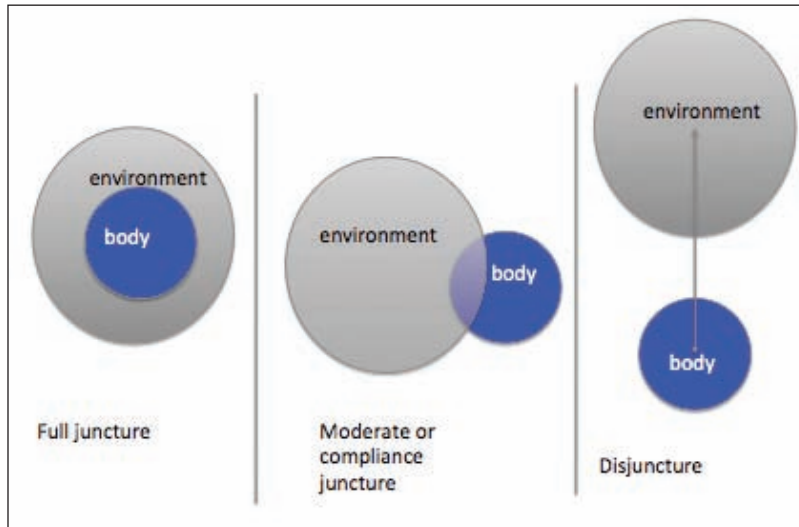 environment
body
Full juncture
environment
body
Moderate or
compliance
juncture
environment
body
Disjuncture